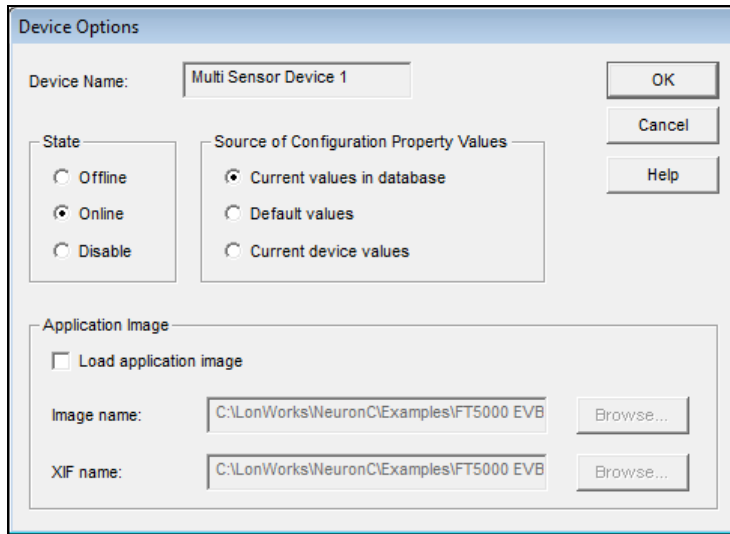 Device Options
Device Name: Multi Sensor Device 1 OK
Cancel
State Source of Configuration Property Values
Offline Current values in database Help
Online Default values
Disable Current device values
Application Image
Load application image
Image name: C:\LonWorks\NeuronC\Examples\FT5000 EVB Browse...
XIF name: C:\LonWorks\NeuronC\Examples\FT5000 EVB Browse...